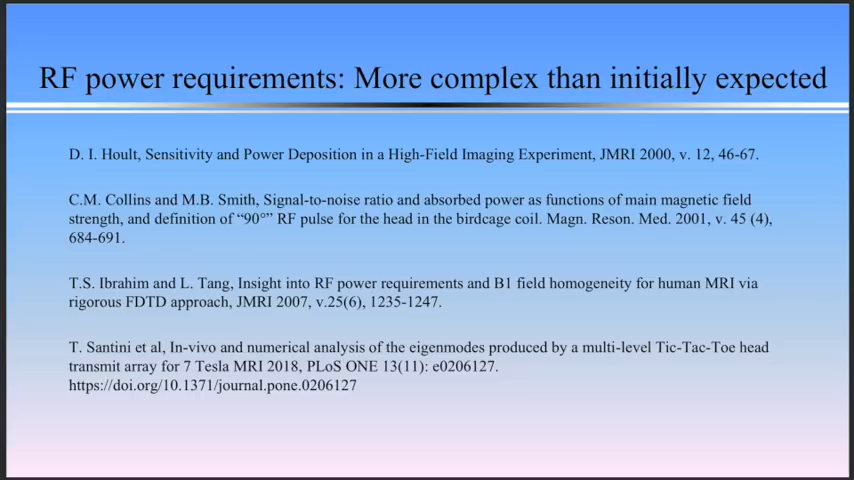 RF power requirements: More complex than initially expected
D. I. Hoult, Sensitivity and Power Deposition in a High-Field Imaging Experiment, JMRI 2000, v. 12, 46-67.
C.M. Collins and M.B. Smith, Signal-to-noise ratio and absorbed power as functions of main magnetic field
strength, and definition of “90°” RF pulse for the head in the birdcage coil. Magn. Reson. Med. 2001, v. 45 (4),
684-691.
T.S. Ibrahim and L. Tang, Insight into RF power requirements and B1 field homogeneity for human MRI via
rigorous FDTD approach, JMRI 2007, v.25(6), 1235-1247.
T. Santini et al, In-vivo and numerical analysis of the eigenmodes produced by a multi-level Tic-Tac-Toe head
transmit array for 7 Tesla MRI 2018, PLoS ONE 13(11): e0206127.
https://doi.org/10.1371/journal.pone.0206127